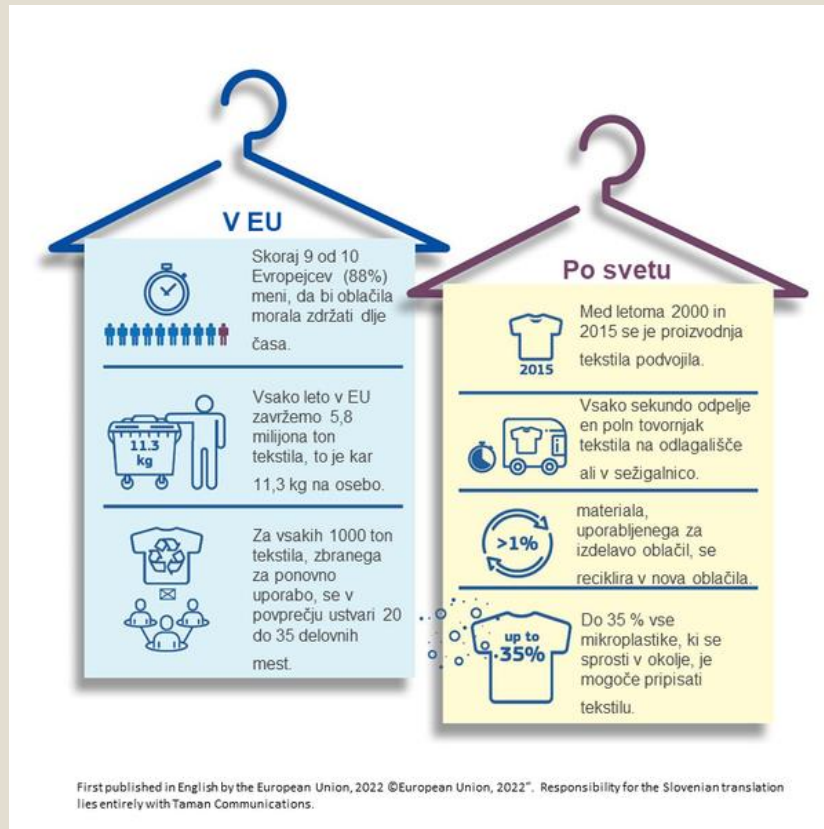 V EU
Skoraj 9 od 10
Evropejcev (88%)
meni, da bi oblačila
morala zdržati dlje
časa.
11.3
kg
Vsako leto v EU
zavržemo 5,8
milijona ton
tekstila, to je kar
11,3 kg na osebo.
Za vsakih 1000 ton
tekstila, zbranega
za ponovno
uporabo, se v
povprečju ustvari 20
do 35 delovnih
mest.
Po svetu
2015
Med letoma 2000 in
2015 se je proizvodnja
tekstila podvojila.
Vsako sekundo odpelje
en poln tovornjak
tekstila na odlagališče
ali v sežigalnico.
>1%
materiala,
uporabljenega za
izdelavo oblačil, se
reciklira v nova oblačila.
up to
35%
Do 35 % vse
mikroplastike, ki se
sprosti v okolje, je
mogoče pripisati
tekstilu.
First published in English by the European Union, 2022 ©European Union, 2022”. Responsibility for the Slovenian translation
lies entirely with Taman Communications.